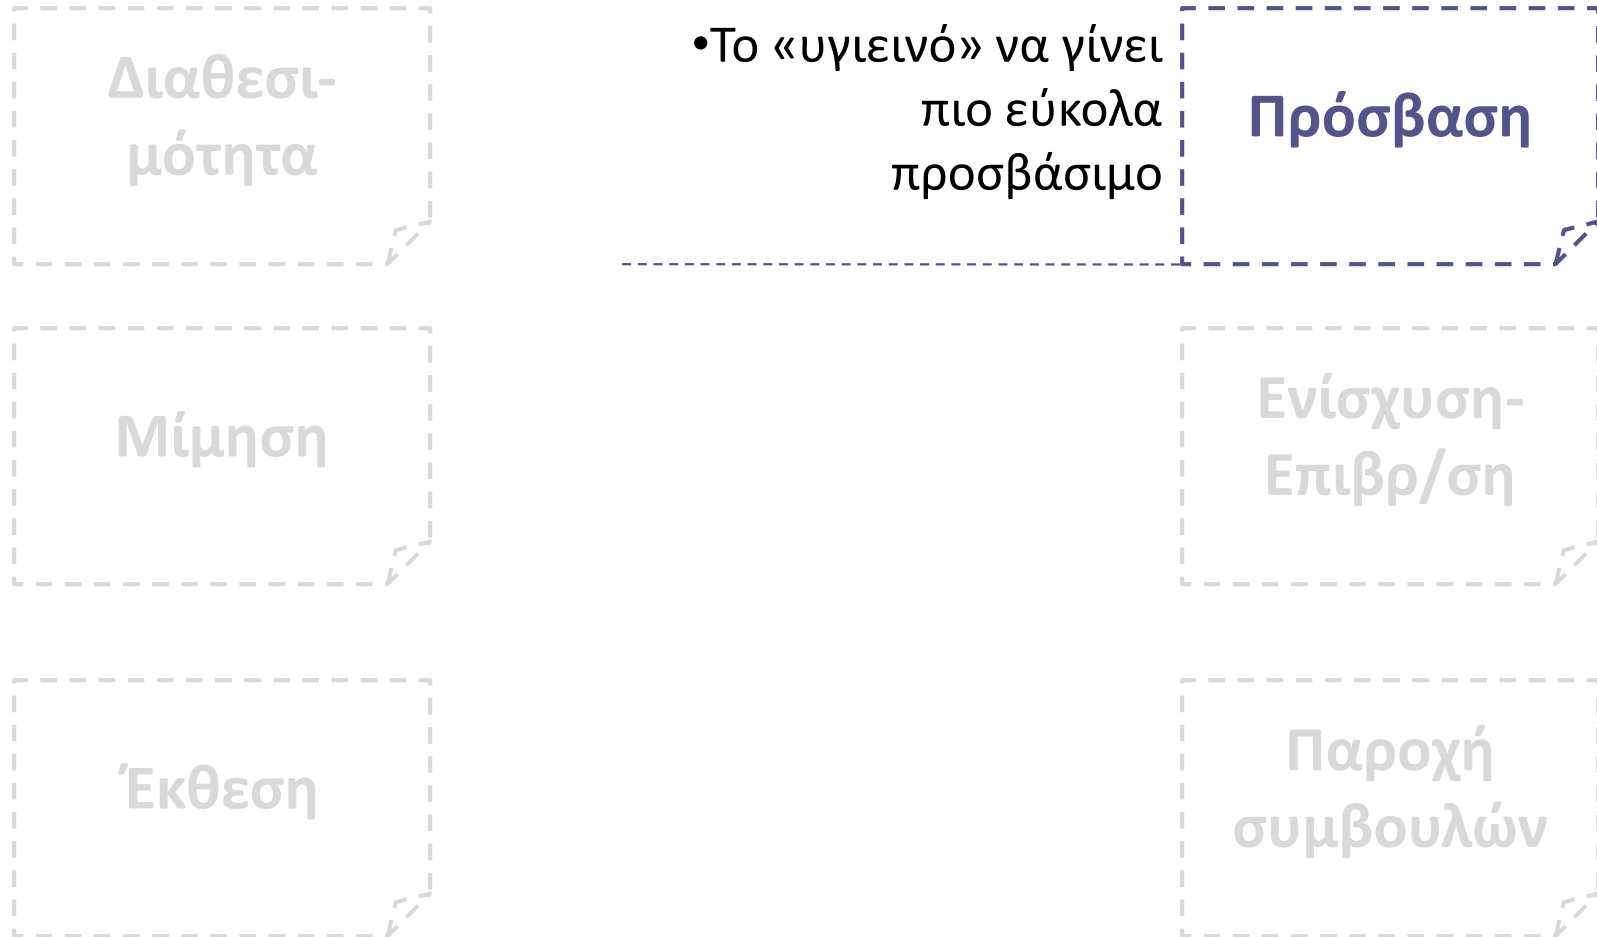 Διαθεσι-
μότητα
•Το «υγιεινό» να γίνει
πιο εύκολα
προσβάσιμο
Πρόσβαση
Μίμηση
Ενίσχυση-
Επιβρ/ση
Έκθεση
Παροχή
συμβουλών